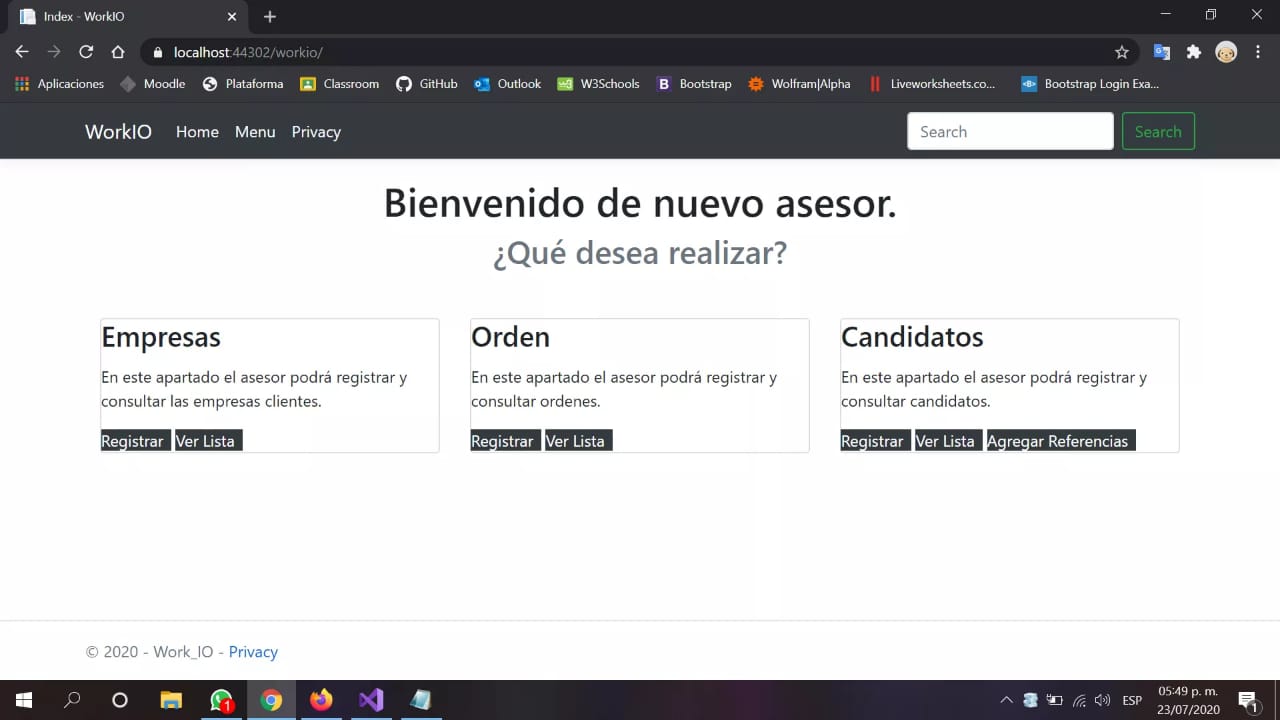 Index - WorkIO
localhost:44302/workio/
Aplicaciones Moodle Plataforma Classroom GitHub Outlook W3Schools Bootstrap Wolfram|Alpha Liveworksheets.co... Bootstrap Login Exa...
WorkIO Home Menu Privacy Search Search
Bienvenido de nuevo asesor.
¿Qué desea realizar?
Empresas
En este apartado el asesor podrá registrar y
consultar las empresas clientes.
Registrar Ver Lista
Orden
En este apartado el asesor podrá registrar y
consultar ordenes.
Registrar Ver Lista
Candidatos
En este apartado el asesor podrá registrar y
consultar candidatos.
Registrar Ver Lista Agregar Referencias
© 2020 - Work_IO - Privacy
1
ESP
05:49 p. m.
23/07/2020
1